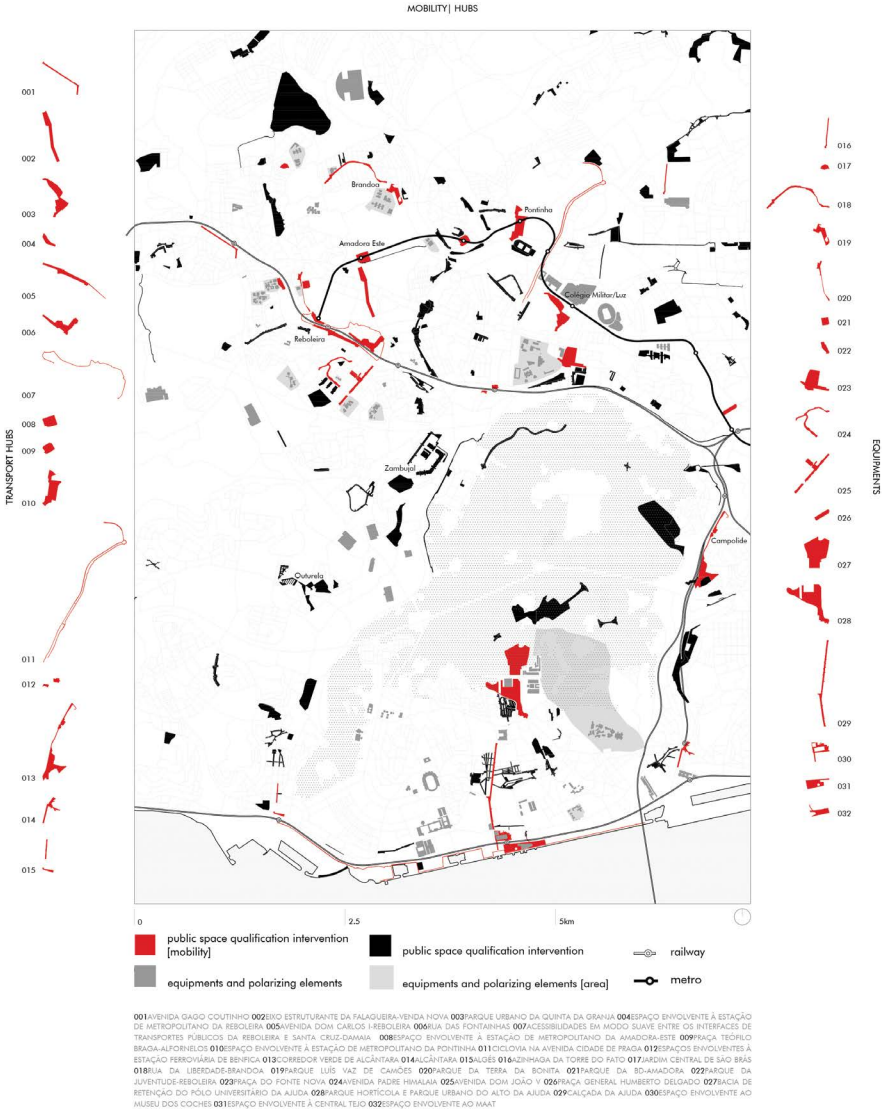 MOBILITY| HUBS
TRANSPORT HUBS
001
002
003
004
005
006
007
008
009
010
011
012
013
014
015
Brandoa
Pontinha
Amadora Este
Colégio Militar/Luz
Reboleira
Zambujal
Campolide
Outurela
EQUIPMENTS
016
017
018
019
020
021
022
023
024
025
026
027
028
029
030
031
032
0
2.5
5km
public space qualification intervention
[mobility]
public space qualification intervention
railway
equipments and polarizing elements
equipments and polarizing elements [area]
metro
001AVENIDA GAGO COUTINHO 002EIXO ESTRUTURANTE DA FALAGUEIRA-VENDA NOVA 003PARQUE URBANO DA QUINTA DA GRANJA 004ESPAÇO ENVOLVENTE À ESTAÇÃO
DE METROPOLITANO DA REBOLEIRA 005AVENIDA DOM CARLOS I-REBOLEIRA 006RUA DAS FONTAINHAS 007ACESSIBILIDADES EM MODO SUAVE ENTRE OS INTERFACES DE
TRANSPORTES PÚBLICOS DA REBOLEIRA E SANTA CRUZ-DAMAIA 008ESPAÇO ENVOLVENTE À ESTAÇÃO DE METROPOLITANO DA AMADORA-ESTE 009PRAÇA TEÓFILO
BRAGA-ALFORNELOS 010ESPAÇO ENVOLVENTE À ESTAÇÃO DE METROPOLITANO DA PONTINHA 011CICLOVIA NA AVENIDA CIDADE DE PRAGA 012ESPAÇOS ENVOLVENTES À
ESTAÇÃO FERROVIÁRIA DE BENFICA 013CORREDOR VERDE DE ALCÂNTARA 014ALCÂNTARA 015ALGÉS 016AZINHAGA DA TORRE DO FATO 017JARDIM CENTRAL DE SÃO BRÁS
018RUA DA LIBERDADE-BRANDOA 019PARQUE LUÍS VAZ DE CAMÕES 020PARQUE DA TERRA DA BONITA 021PARQUE DA BD-AMADORA 022PARQUE DA
JUVENTUDE-REBOLEIRA 023PRAÇA DO FONTE NOVA 024AVENIDA PADRE HIMALAIA 025AVENIDA DOM JOÃO V 026PRAÇA GENERAL HUMBERTO DELGADO 027BACIA DE
RETENÇÃO DO PÓLO UNIVERSITÁRIO DA AJUDA 028PARQUE HORTÍCOLA E PARQUE URBANO DO ALTO DA AJUDA 029CALÇADA DA AJUDA 030ESPAÇO ENVOLVENTE AO
MUSEU DOS COCHES 031ESPAÇO ENVOLVENTE À CENTRAL TEJO 032ESPAÇO ENVOLVENTE AO MAAT